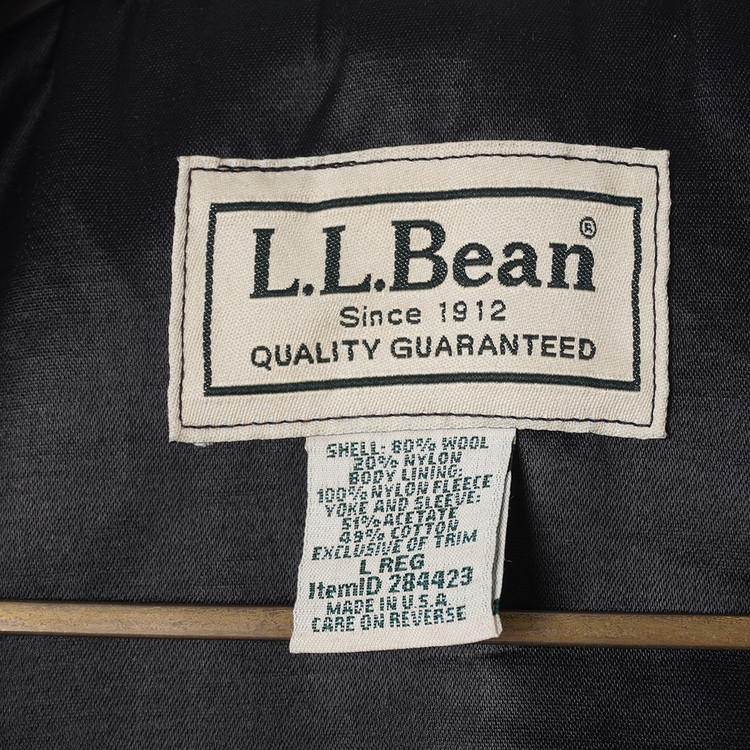 L.L.Bean®
Since 1912
QUALITY GUARANTEED
SHELL: 80% WOOL
20% NYLON
BODY LINING:
100% NYLON FLEECE
YOKE AND SLEEVE:
51% ACETATE
49% COTTON
EXCLUSIVE OF TRIM
L REG
ItemID 284423
MADE IN U.S.A.
CARE ON REVERSE